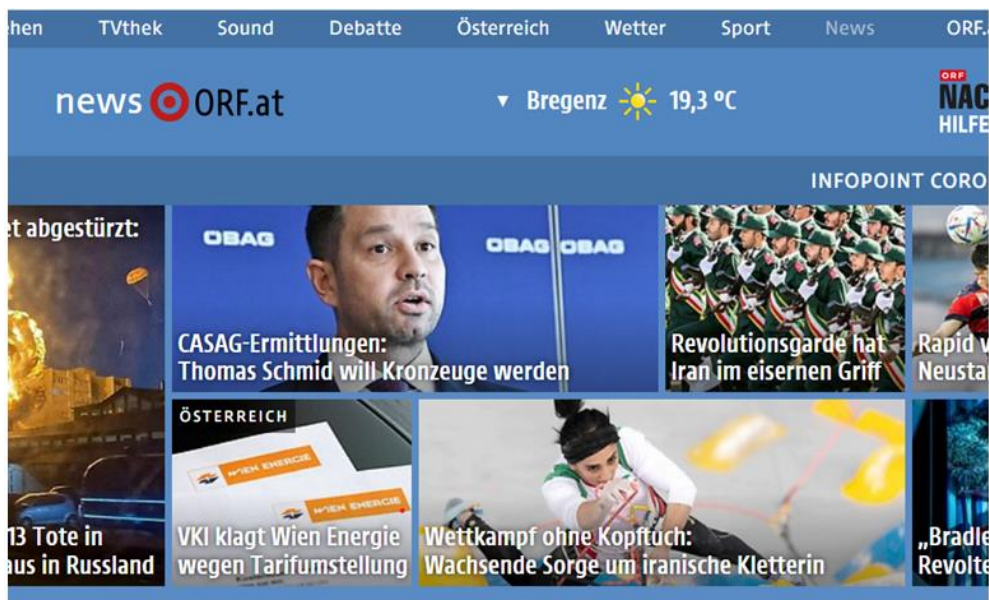 hen TVthek Sound Debatte Österreich Wetter Sport News ORF.
news ORF.at
▼ Bregenz 19,3 °C
ORF
NAC
HILFE
INFOPOINT CORO
et abgestürzt:
13 Tote in
aus in Russland
OBAG OBAG OBAG
CASAG-Ermittlungen:
Thomas Schmid will Kronzeuge werden
Revolutionsgarde hat
Iran im eisernen Griff
Rapid v
Neusta
ÖSTERREICH
WIEN ENERGIE
WIEN ENERGIE
VKI klagt Wien Energie
wegen Tarifumstellung
Wettkampf ohne Kopftuch:
Wachsende Sorge um iranische Kletterin
„Bradle
Revolte